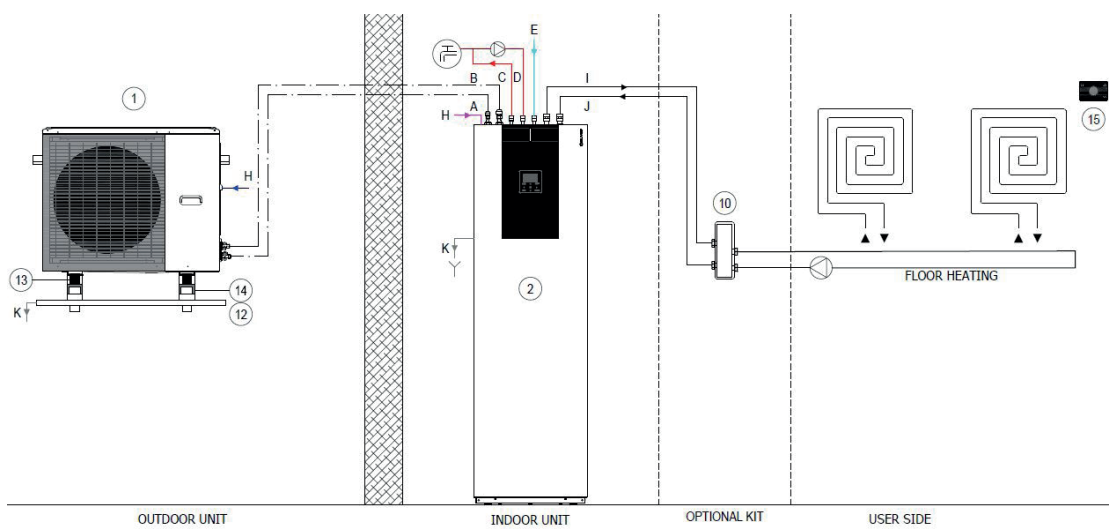 E
B
C
D
I
1
A
H
J
15
H
10
K
13
14
2
FLOOR HEATING
K
12
OUTDOOR UNIT
INDOOR UNIT
OPTIONAL KIT
USER SIDE